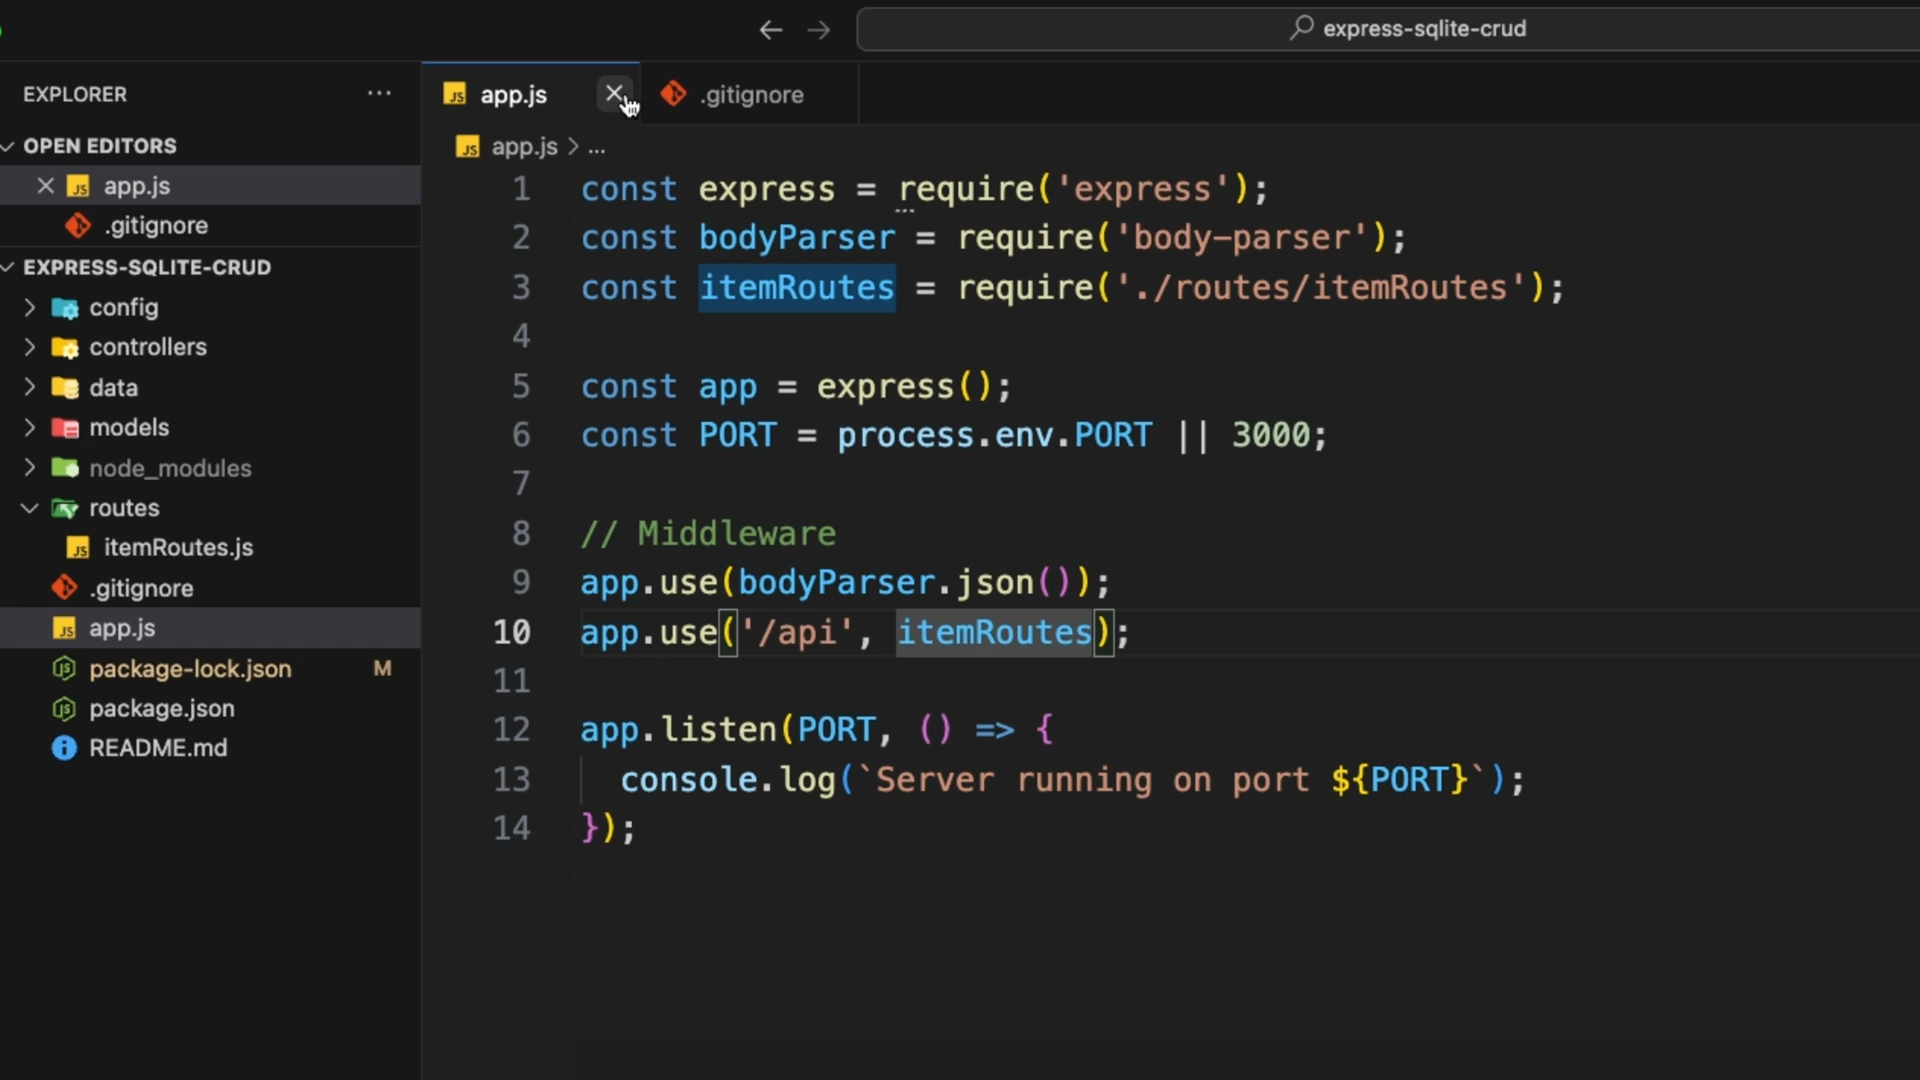 express-sqlite-crud
EXPLORER ...
app.js
.gitignore
OPEN EDITORS
app.js
.gitignore
EXPRESS-SQLITE-CRUD
config
controllers
data
models
node_modules
routes
itemRoutes.js
.gitignore
app.js
package-lock.json M
package.json
README.md
app.js > ...
1 const express = require('express');
2 const bodyParser = require('body-parser');
3 const itemRoutes = require('./routes/itemRoutes');
4
5 const app = express();
6 const PORT = process.env.PORT || 3000;
7
8 // Middleware
9 app.use(bodyParser.json());
10 app.use('/api', itemRoutes);
11
12 app.listen(PORT, () => {
13 console.log(`Server running on port ${PORT}`);
14 });